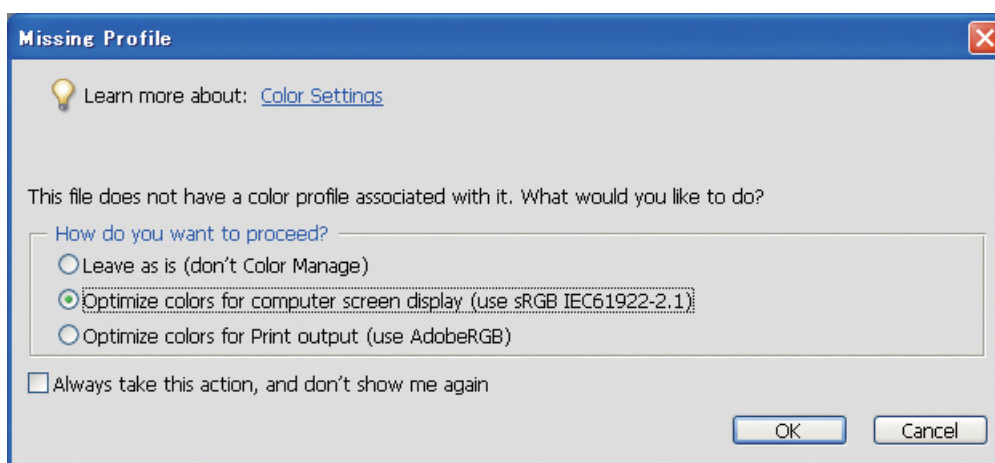 Missing Profile
Learn more about: Color Settings
This file does not have a color profile associated with it. What would you like to do?
How do you want to proceed?
Leave as is (don't Color Manage)
Optimize colors for computer screen display (use sRGB IEC61922-2.1)
Optimize colors for Print output (use AdobeRGB)
Always take this action, and don't show me again
OK Cancel